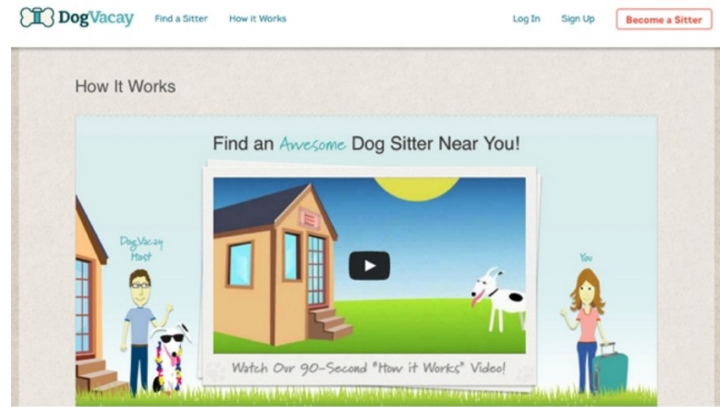 DogVacay Find a Sitter How it Works Log In Sign Up Become a Sitter
How It Works
Find an Awesome Dog Sitter Near You!
DogVacay
Host
You
Watch Our 90-Second "How it Works" Video!